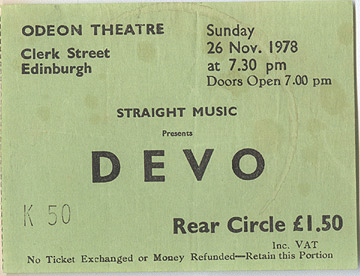 ODEON THEATRE
Clerk Street
Edinburgh
Sunday
26 Nov. 1978
at 7.30 pm
Doors Open 7.00 pm
STRAIGHT MUSIC
Presents
DEVO
K 50
Rear Circle £1.50
Inc. VAT
No Ticket Exchanged or Money Refunded—Retain this Portion